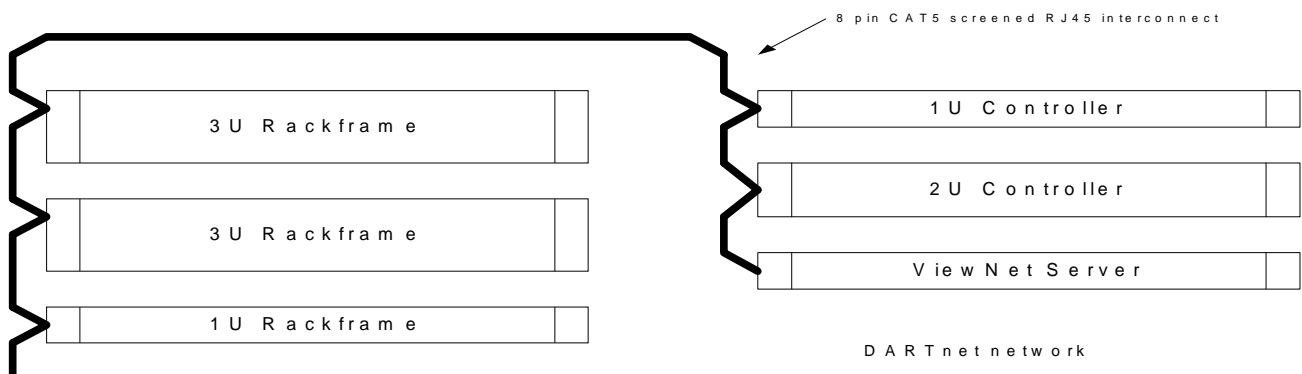 8 pin CAT5 screened RJ45 interconnect
3U Rackframe
1U Controller
3U Rackframe
2U Controller
ViewNet Server
1U Rackframe
DARTnet network